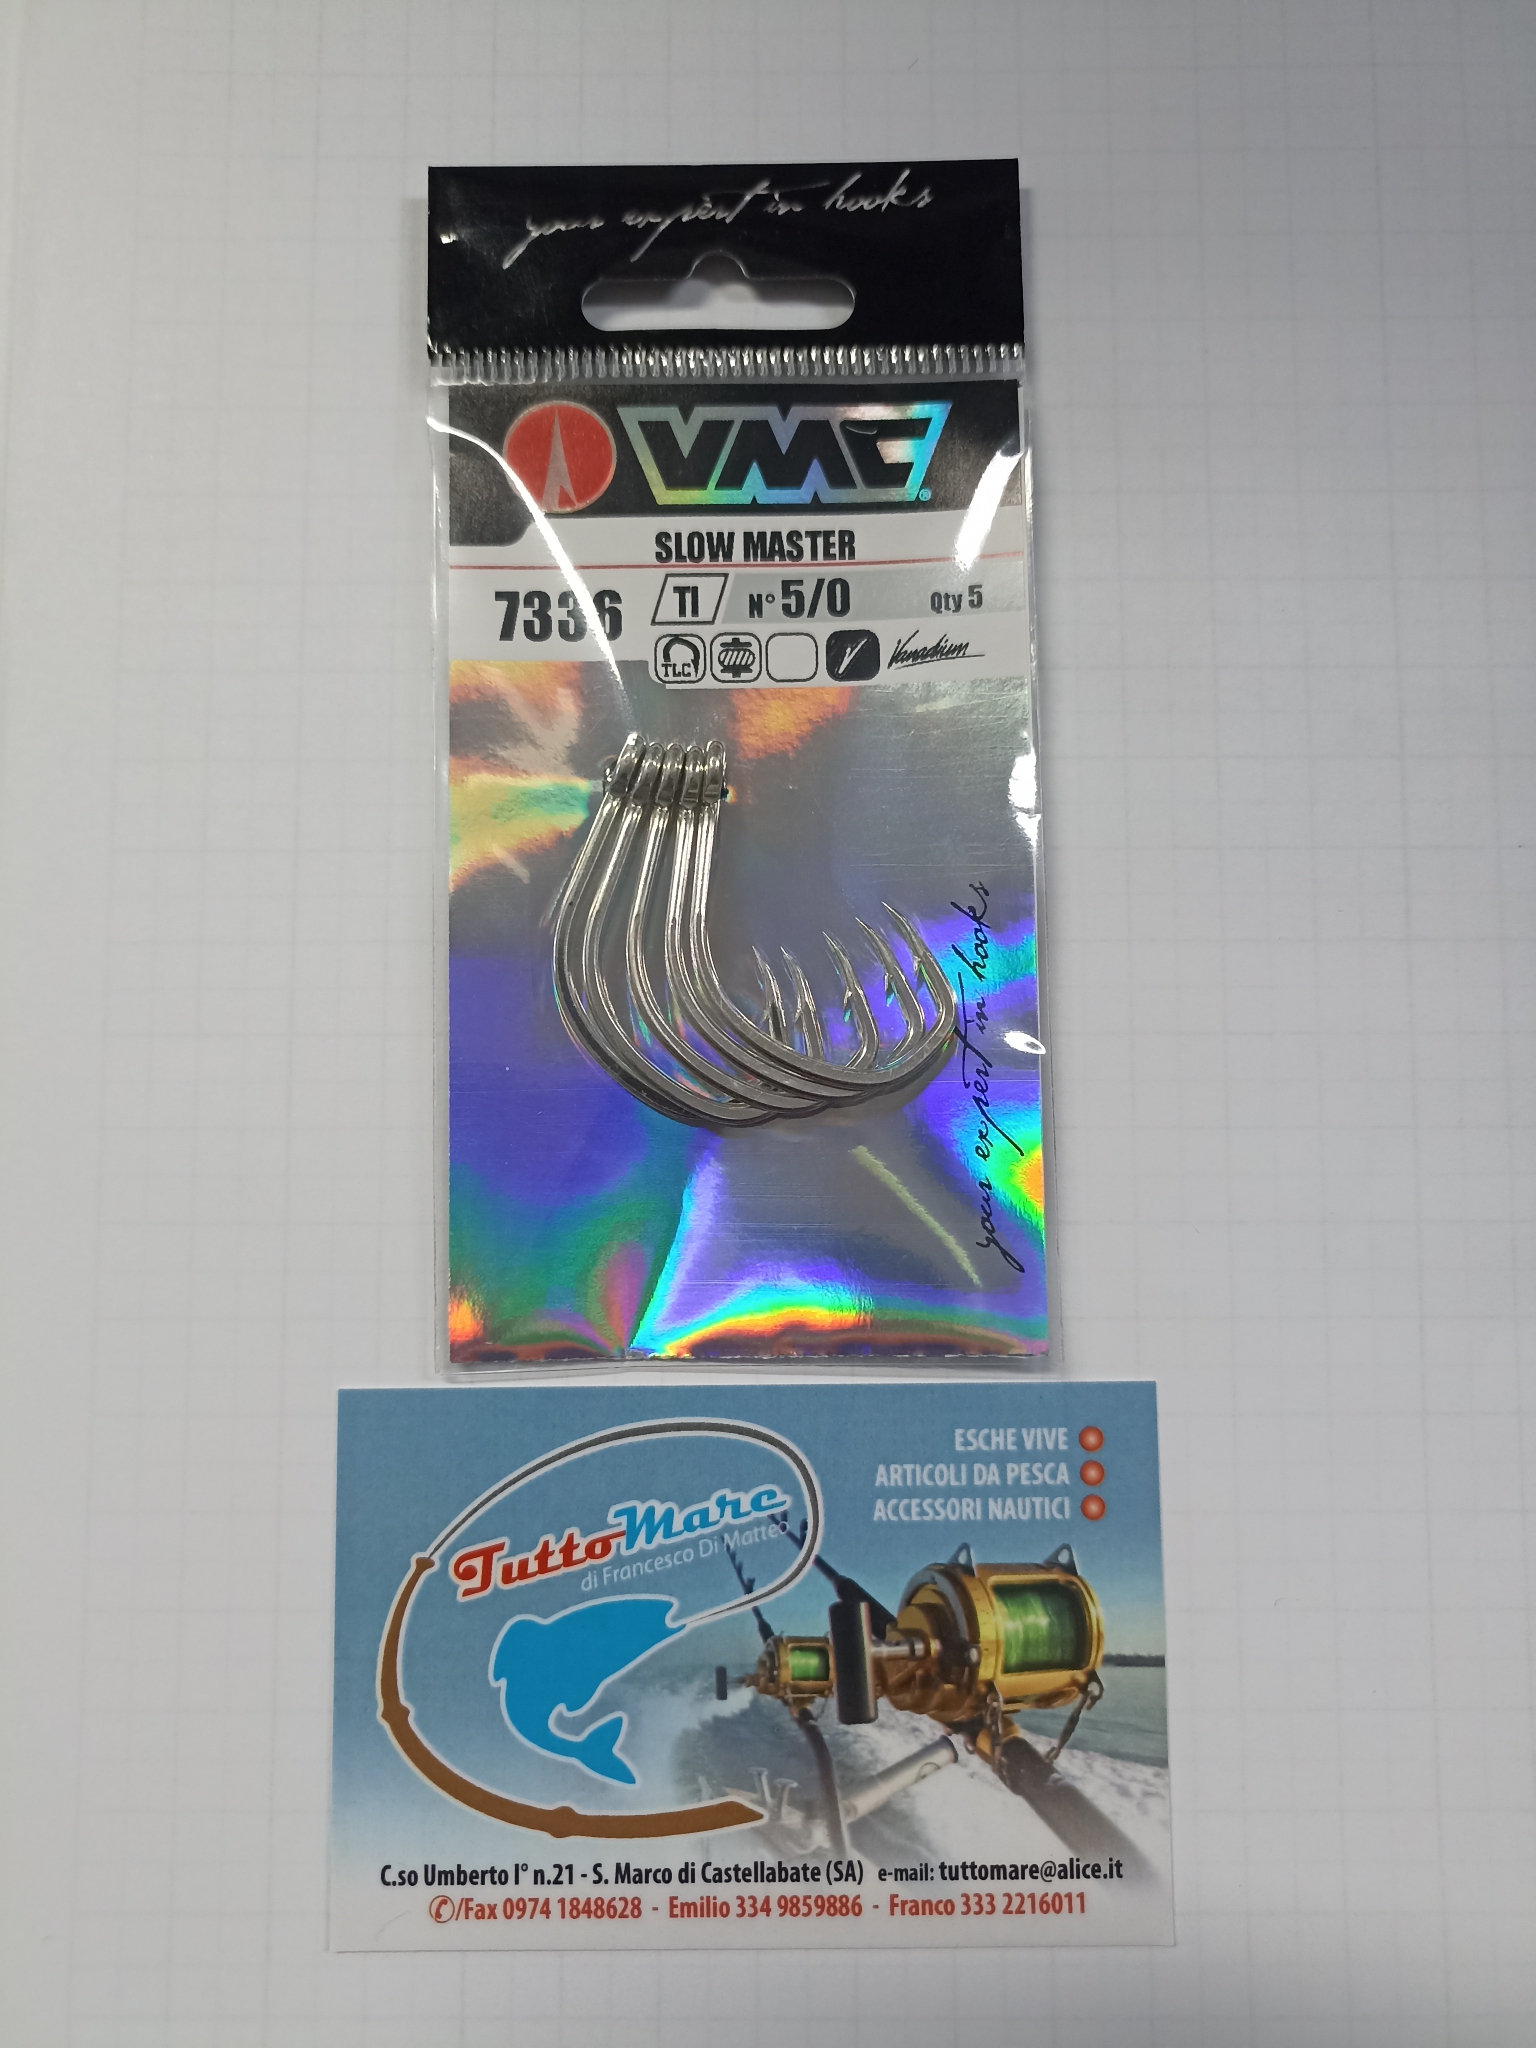 your expert in hooks
VMC®
SLOW MASTER
7336 TI N° 5/0 Qty 5
TLC V Vanadium
your expert in hooks
ESCHE VIVE
ARTICOLI DA PESCA
ACCESSORI NAUTICI
TuttoMare
di Francesco Di Matteo
C.so Umberto I° n.21 - S. Marco di Castellabate (SA) e-mail: tuttomare@alice.it
✆/Fax 0974 1848628 - Emilio 334 9859886 - Franco 333 2216011